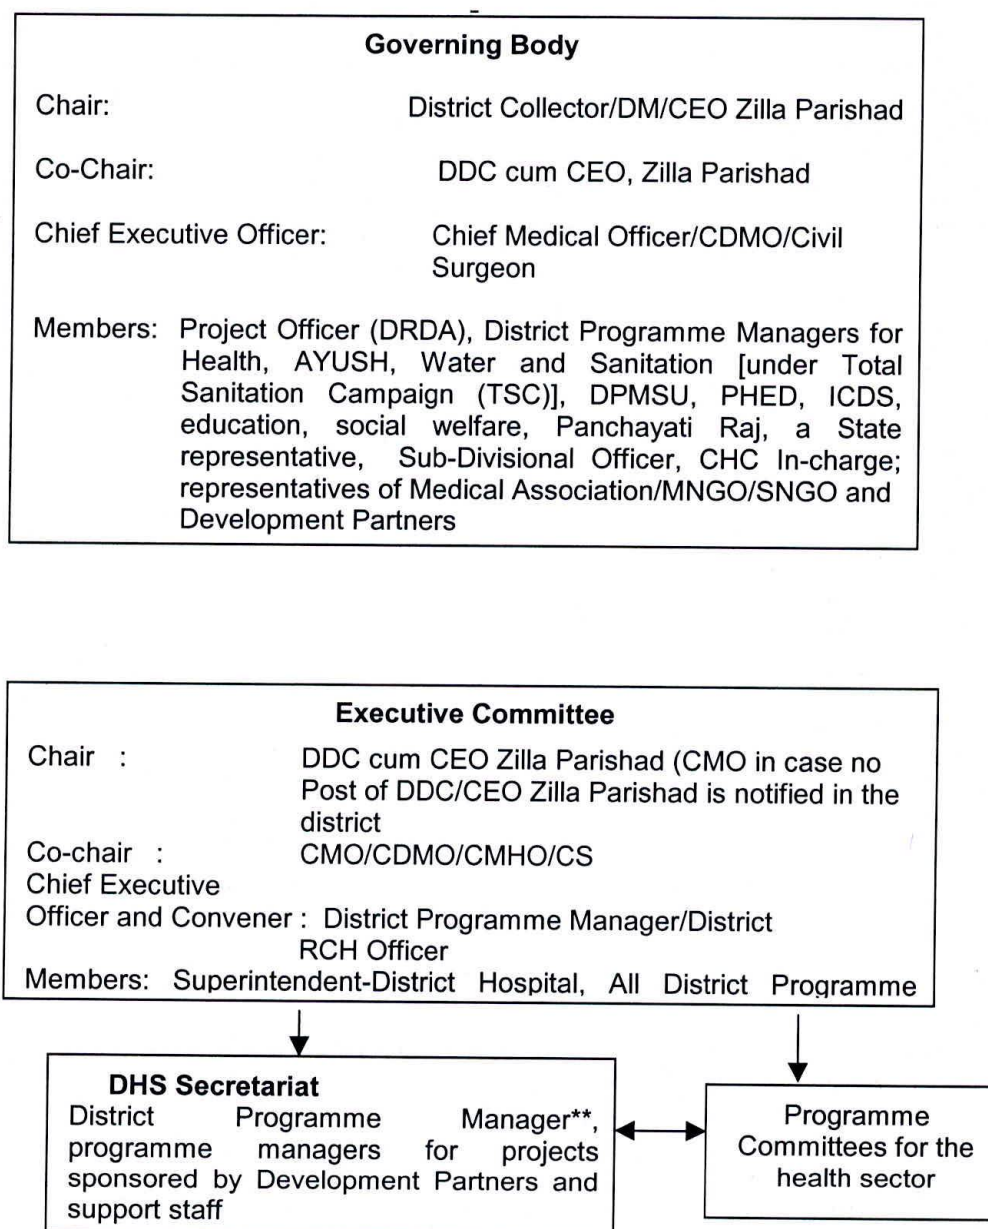 Governing Body
Chair: District Collector/DM/CEO Zilla Parishad
Co-Chair: DDC cum CEO, Zilla Parishad
Chief Executive Officer: Chief Medical Officer/CDMO/Civil
Surgeon
Members: Project Officer (DRDA), District Programme Managers for
Health, AYUSH, Water and Sanitation [under Total
Sanitation Campaign (TSC)], DPMSU, PHED, ICDS,
education, social welfare, Panchayati Raj, a State
representative, Sub-Divisional Officer, CHC In-charge;
representatives of Medical Association/MNGO/SNGO and
Development Partners
Executive Committee
Chair : DDC cum CEO Zilla Parishad (CMO in case no
Post of DDC/CEO Zilla Parishad is notified in the
district
Co-chair : CMO/CDMO/CMHO/CS
Chief Executive
Officer and Convener : District Programme Manager/District
RCH Officer
Members: Superintendent-District Hospital, All District Programme
DHS Secretariat
District Programme Manager**,
programme managers for projects
sponsored by Development Partners and
support staff
Programme
Committees for the
health sector